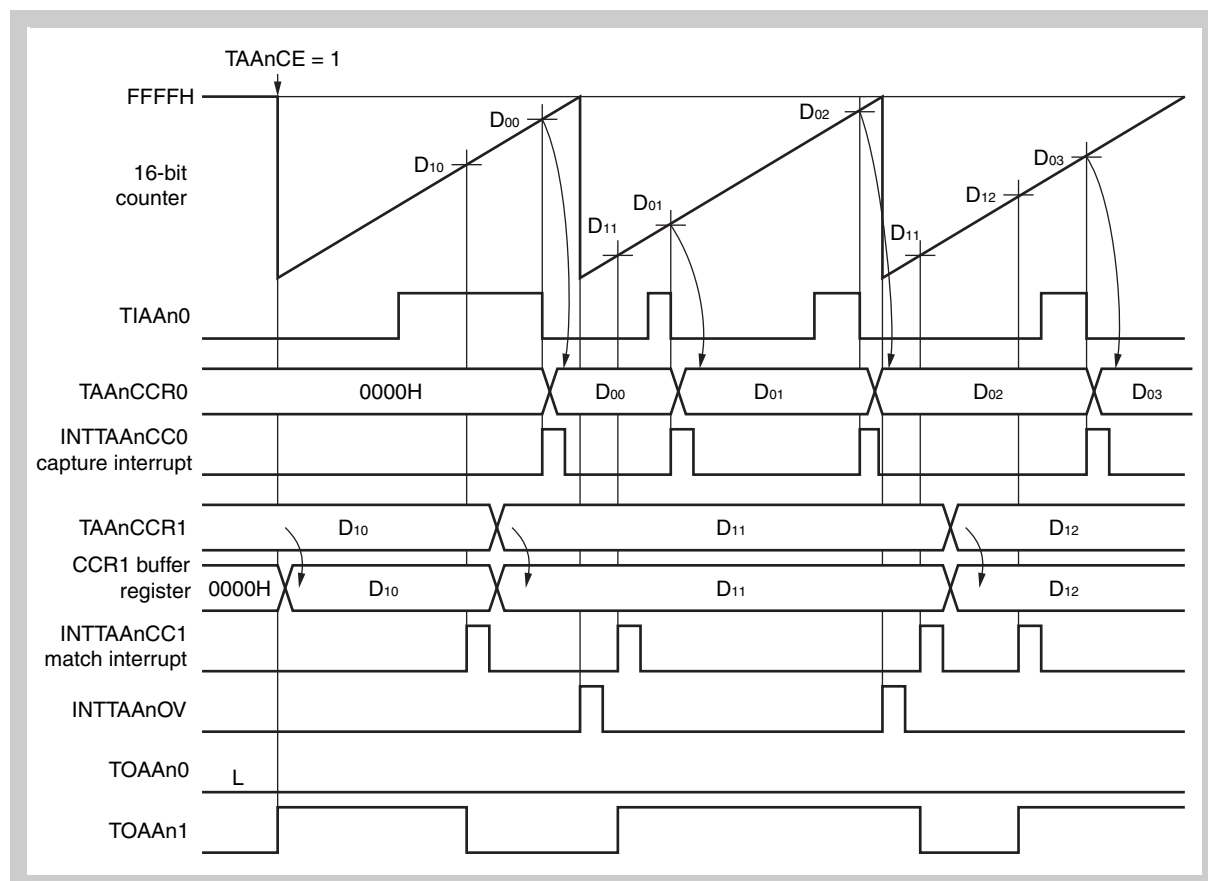 TAAnCE = 1
FFFFH
16-bit
counter
D10
D00
D11
D01
D02
D11
D12
D03
TIAAn0
TAAnCCR0
0000H
D00
D01
D02
D03
INTTAAnCC0
capture interrupt
TAAnCCR1
D10
D11
D12
CCR1 buffer
register
0000H
D10
D11
D12
INTTAAnCC1
match interrupt
INTTAAnOV
TOAAn0
L
TOAAn1